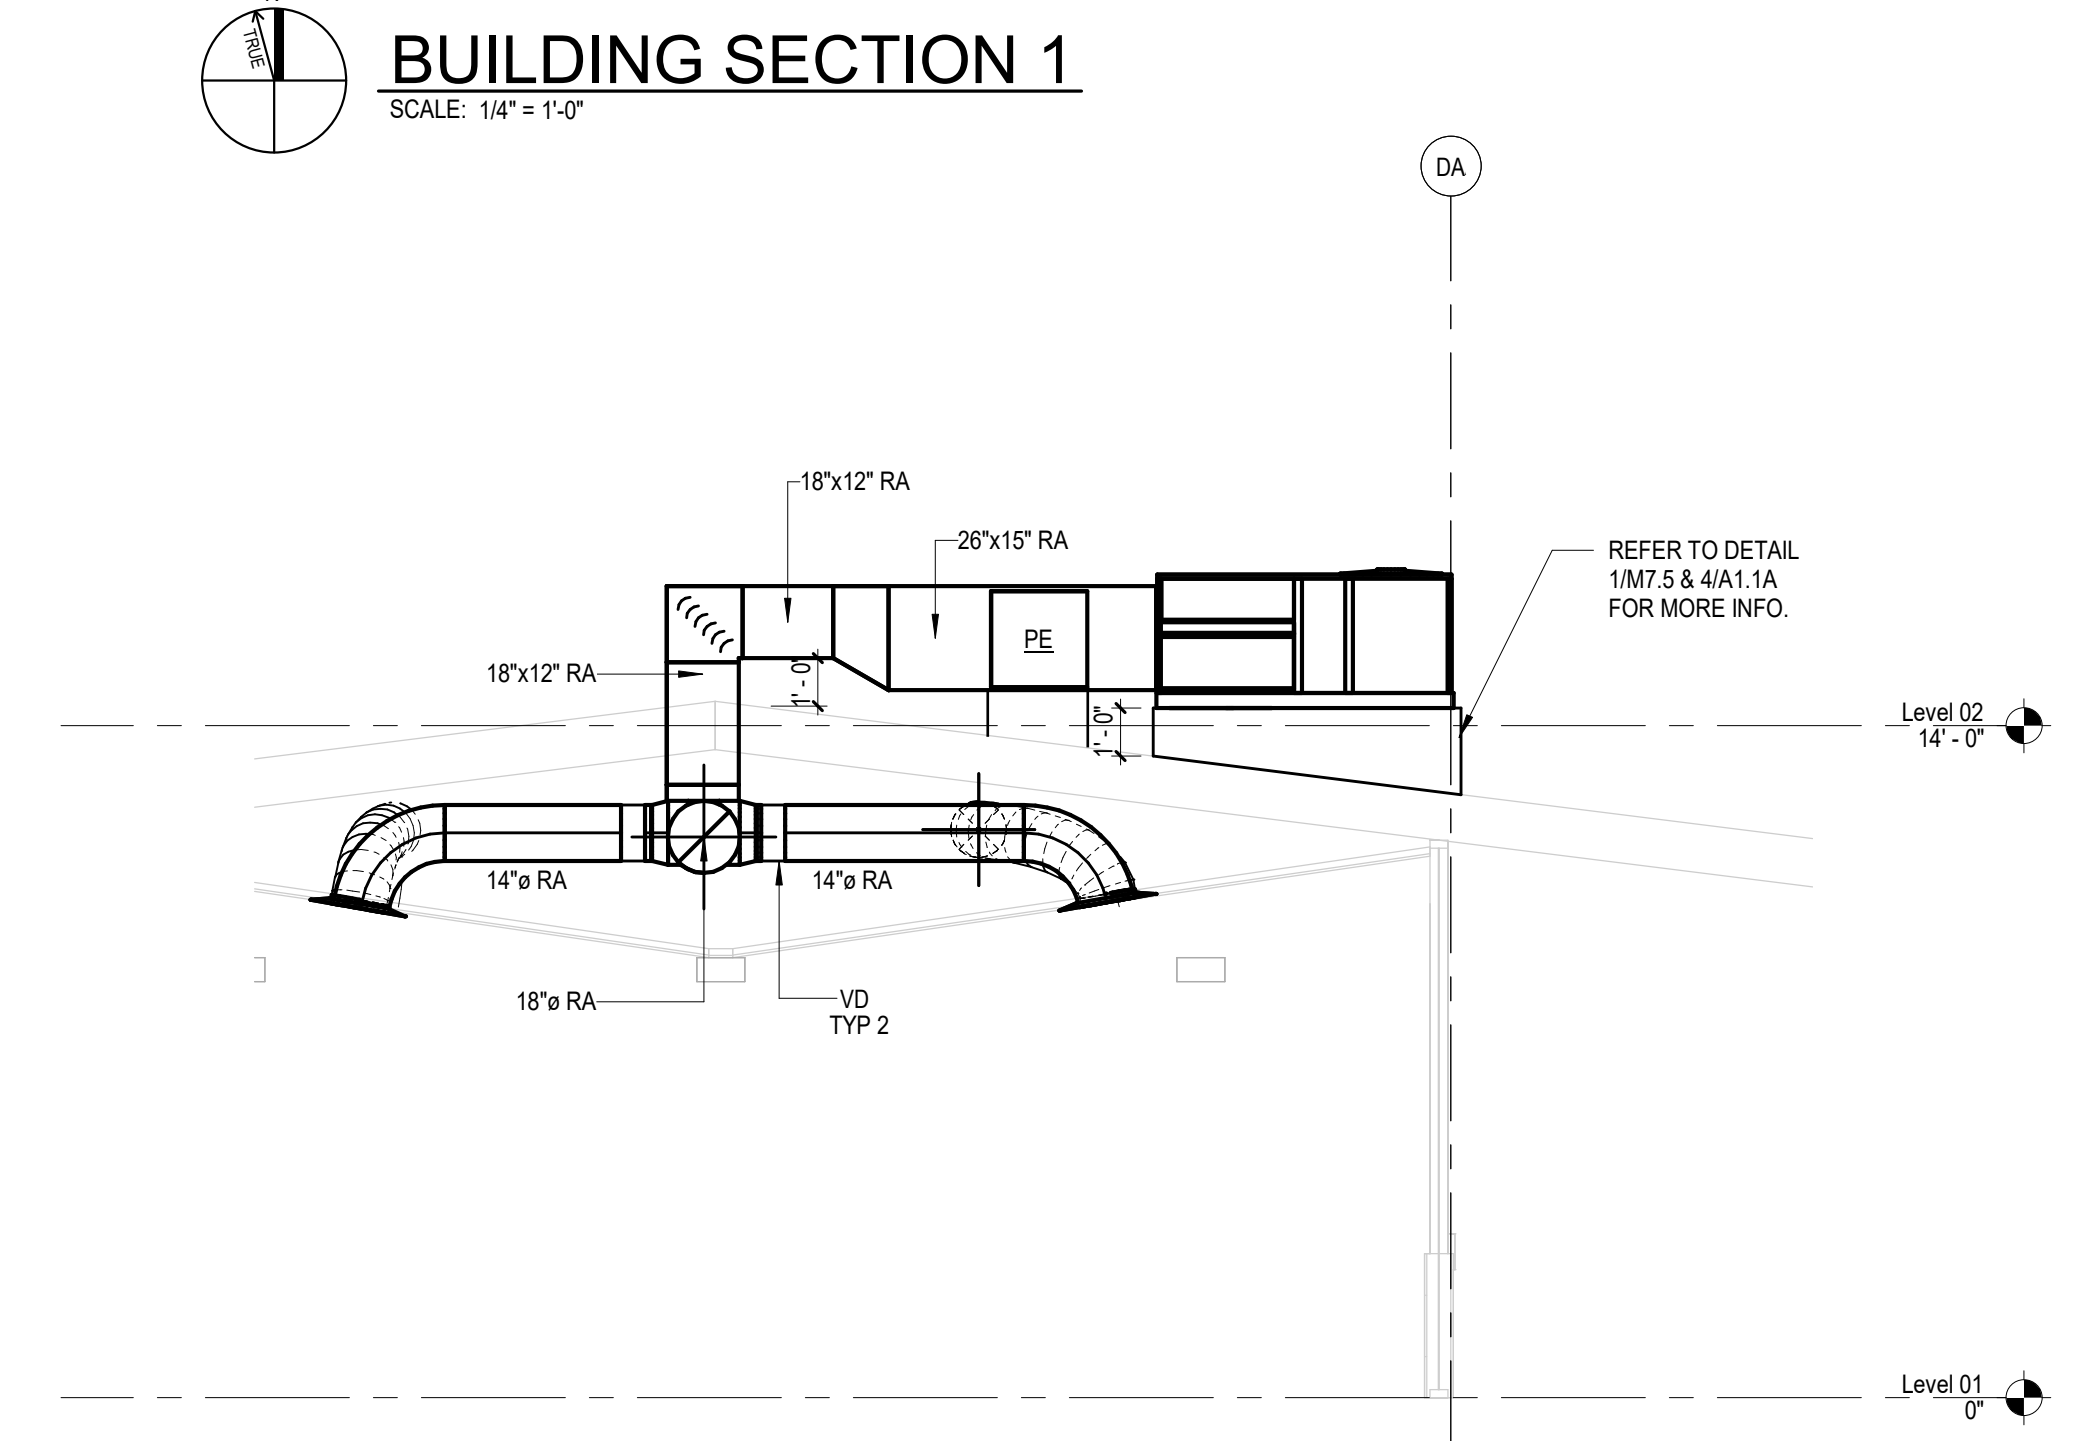 TRUE
BUILDING SECTION 1
SCALE: 1/4" = 1'-0"
DA
18"x12" RA
26"x15" RA
REFER TO DETAIL
1/M7.5 & 4/A1.1A
FOR MORE INFO.
PE
18"x12" RA
1' - 0"
1' - 0"
Level 02
14' - 0"
14"ø RA
14"ø RA
18"ø RA
VD
TYP 2
Level 01
0"